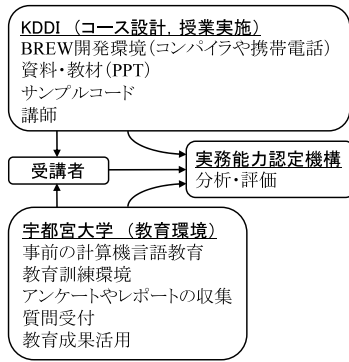 KDDI （コース設計，授業実施）
BREW開発環境（コンパイラや携帯電話）
資料・教材（PPT）
サンプルコード
講師
受講者
実務能力認定機構
分析・評価
宇都宮大学 （教育環境）
事前の計算機言語教育
教育訓練環境
アンケートやレポートの収集
質問受付
教育成果活用